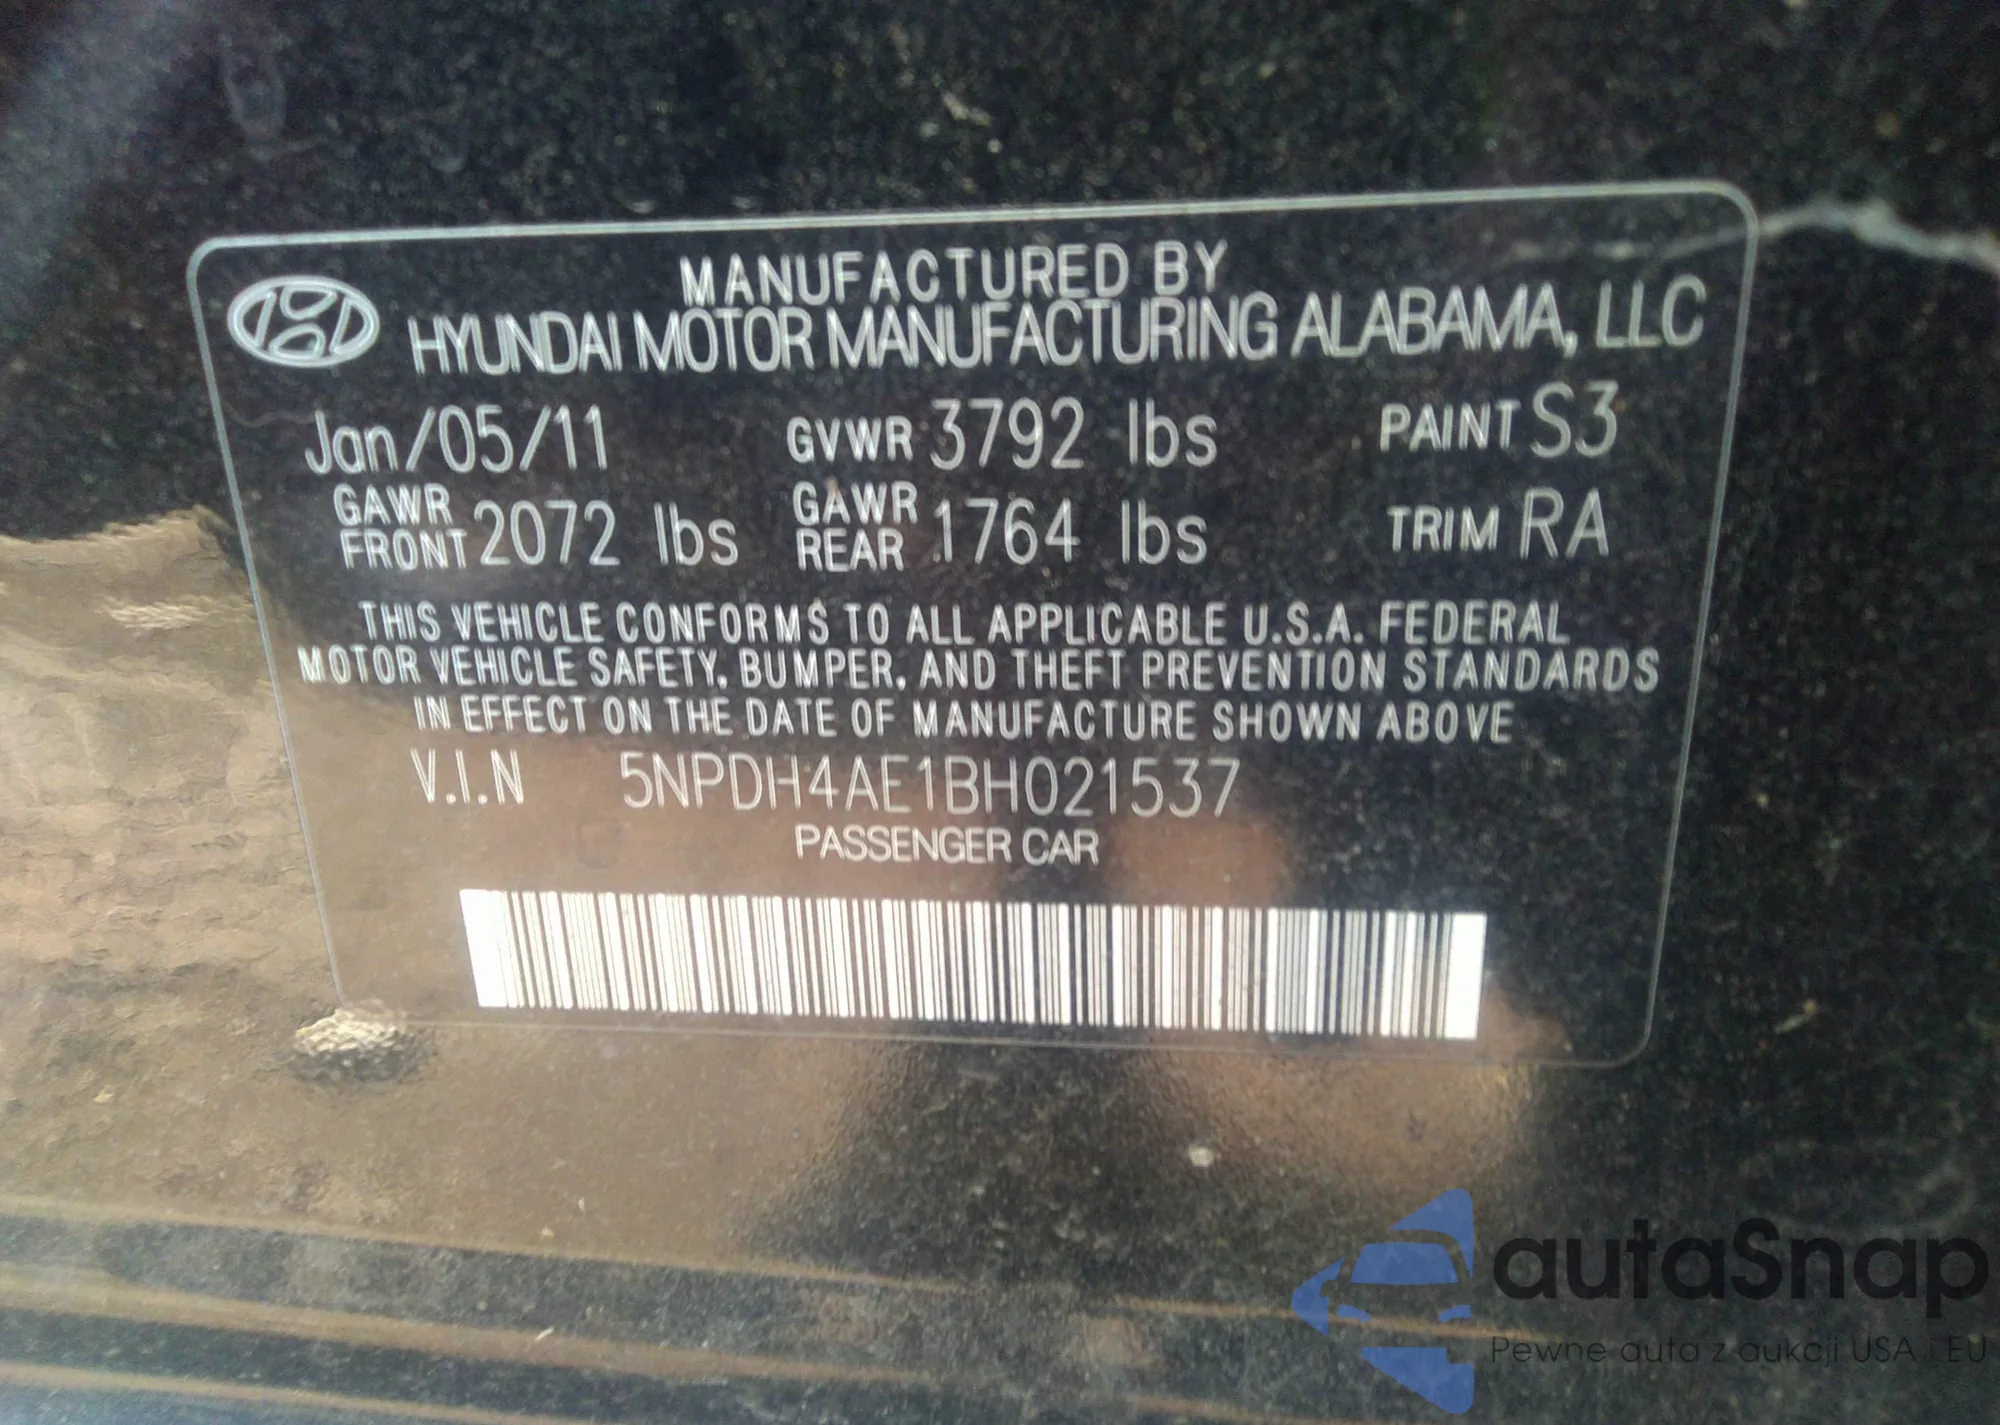 MANUFACTURED BY
HYUNDAI MOTOR MANUFACTURING ALABAMA, LLC
Jan/05/11 GVWR 3792 lbs PAINT S3
GAWR FRONT 2072 lbs GAWR REAR 1764 lbs TRIM RA
THIS VEHICLE CONFORMS TO ALL APPLICABLE U.S.A. FEDERAL
MOTOR VEHICLE SAFETY, BUMPER, AND THEFT PREVENTION STANDARDS
IN EFFECT ON THE DATE OF MANUFACTURE SHOWN ABOVE
V.I.N 5NPDH4AE1BH021537
PASSENGER CAR
autaSnap
Pewne auta z aukcji USA i EU